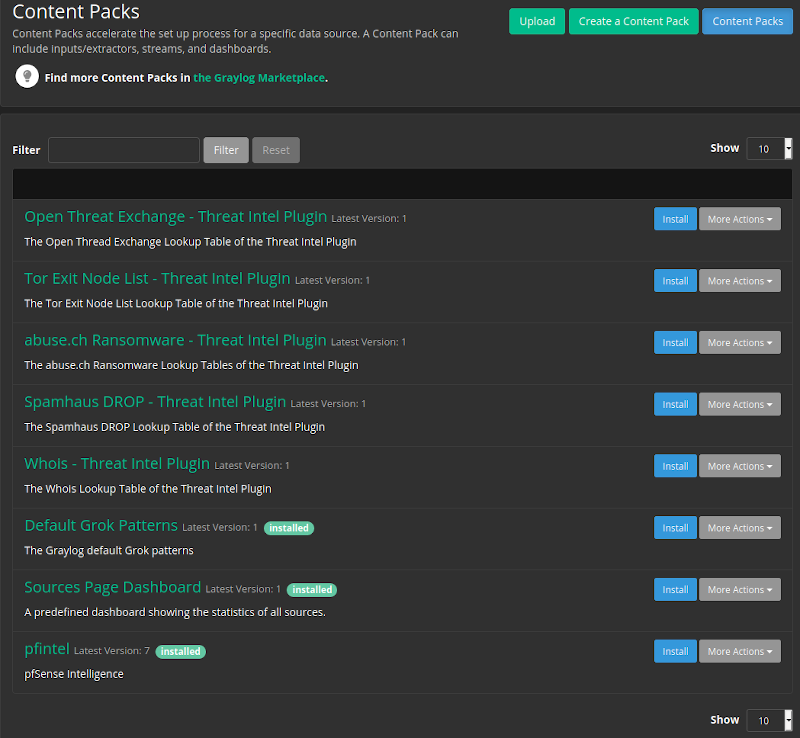 Content Packs
Content Packs accelerate the set up process for a specific data source. A Content Pack can
include inputs/extractors, streams, and dashboards.
Find more Content Packs in the Graylog Marketplace.
Upload
Create a Content Pack
Content Packs
Filter
Filter
Reset
Show
10
Open Threat Exchange - Threat Intel Plugin Latest Version: 1
Install
More Actions
The Open Thread Exchange Lookup Table of the Threat Intel Plugin
Tor Exit Node List - Threat Intel Plugin Latest Version: 1
Install
More Actions
The Tor Exit Node List Lookup Table of the Threat Intel Plugin
abuse.ch Ransomware - Threat Intel Plugin Latest Version: 1
Install
More Actions
The abuse.ch Ransomware Lookup Tables of the Threat Intel Plugin
Spamhaus DROP - Threat Intel Plugin Latest Version: 1
Install
More Actions
The Spamhaus DROP Lookup Table of the Threat Intel Plugin
Whois - Threat Intel Plugin Latest Version: 1
Install
More Actions
The Whois Lookup Table of the Threat Intel Plugin
Default Grok Patterns Latest Version: 1 installed
Install
More Actions
The Graylog default Grok patterns
Sources Page Dashboard Latest Version: 1 installed
Install
More Actions
A predefined dashboard showing the statistics of all sources.
pfintel Latest Version: 7 installed
Install
More Actions
pfSense Intelligence
Show
10